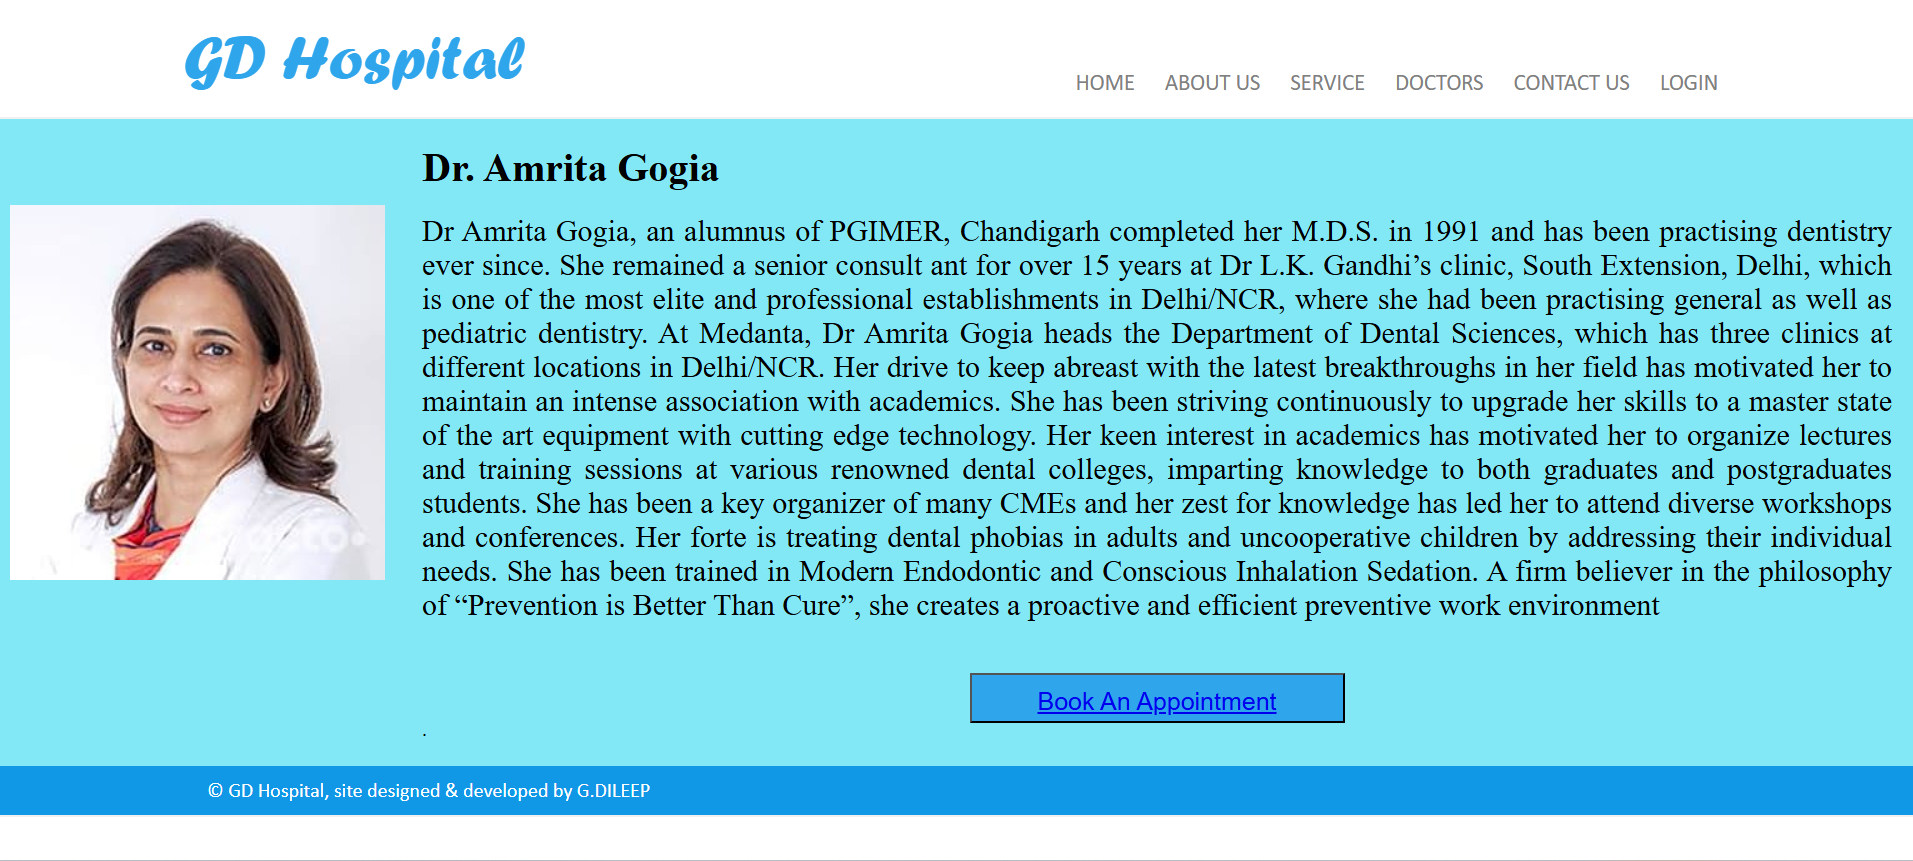 GD Hospital
HOME ABOUT US SERVICE DOCTORS CONTACT US LOGIN
Dr. Amrita Gogia
Dr Amrita Gogia, an alumnus of PGIMER, Chandigarh completed her M.D.S. in 1991 and has been practising dentistry
ever since. She remained a senior consult ant for over 15 years at Dr L.K. Gandhi’s clinic, South Extension, Delhi, which
is one of the most elite and professional establishments in Delhi/NCR, where she had been practising general as well as
pediatric dentistry. At Medanta, Dr Amrita Gogia heads the Department of Dental Sciences, which has three clinics at
different locations in Delhi/NCR. Her drive to keep abreast with the latest breakthroughs in her field has motivated her to
maintain an intense association with academics. She has been striving continuously to upgrade her skills to a master state
of the art equipment with cutting edge technology. Her keen interest in academics has motivated her to organize lectures
and training sessions at various renowned dental colleges, imparting knowledge to both graduates and postgraduates
students. She has been a key organizer of many CMEs and her zest for knowledge has led her to attend diverse workshops
and conferences. Her forte is treating dental phobias in adults and uncooperative children by addressing their individual
needs. She has been trained in Modern Endodontic and Conscious Inhalation Sedation. A firm believer in the philosophy
of “Prevention is Better Than Cure”, she creates a proactive and efficient preventive work environment
Book An Appointment
.
© GD Hospital, site designed & developed by G.DILEEP